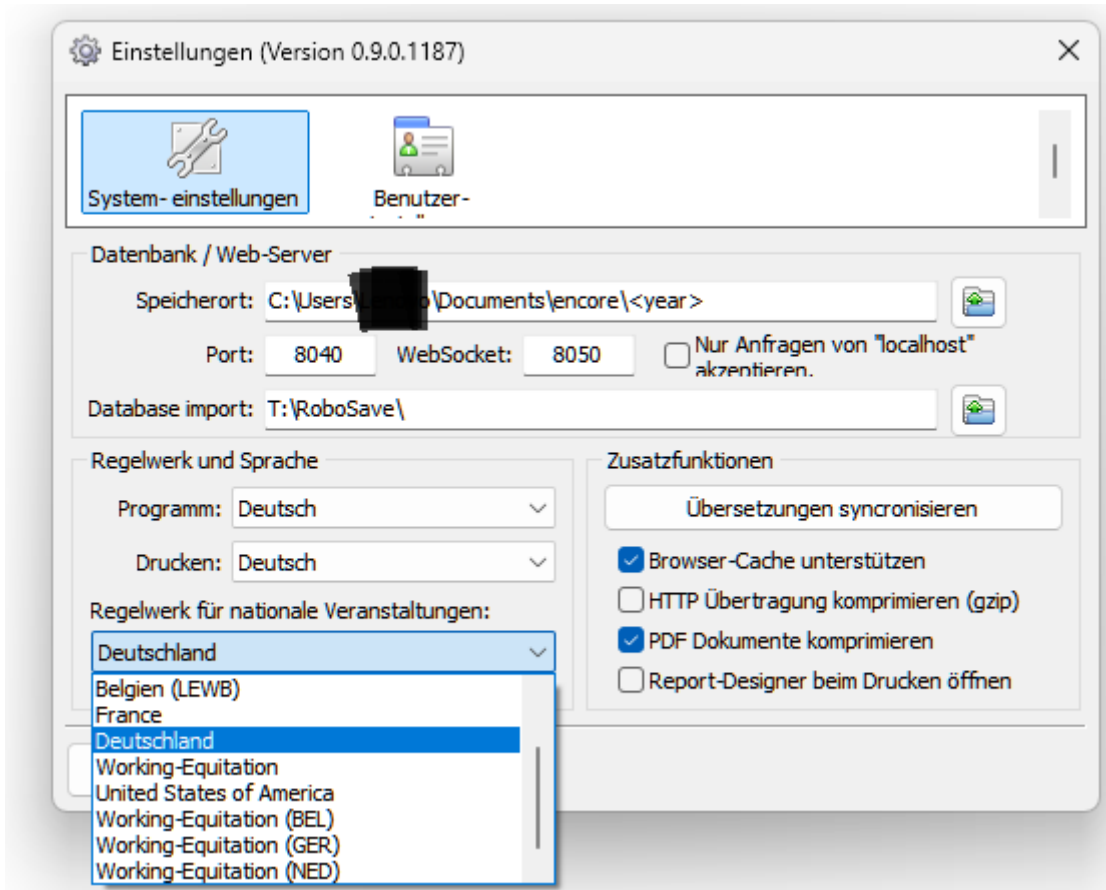 Einstellungen (Version 0.9.0.1187)
System- einstellungen
Benutzer-
Datenbank / Web-Server
Speicherort: C:\Users\ \Documents\encore\<year>
Port: 8040 WebSocket: 8050 Nur Anfragen von "localhost"
akzeptieren.
Database import: T:\RoboSave\
Regelwerk und Sprache
Programm: Deutsch
Drucken: Deutsch
Regelwerk für nationale Veranstaltungen:
Deutschland
Belgien (LEWB)
France
Deutschland
Working-Equitation
United States of America
Working-Equitation (BEL)
Working-Equitation (GER)
Working-Equitation (NED)
Zusatzfunktionen
Übersetzungen syncronisieren
Browser-Cache unterstützen
HTTP Übertragung komprimieren (gzip)
PDF Dokumente komprimieren
Report-Designer beim Drucken öffnen